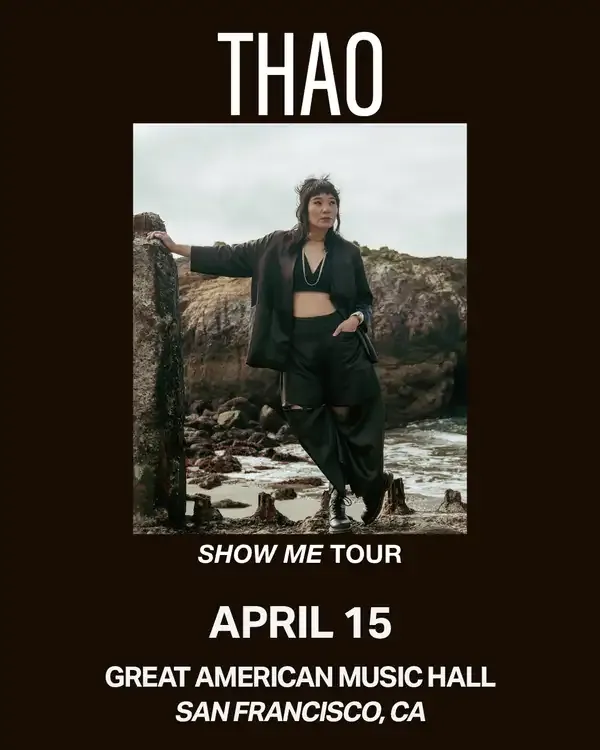 THAO
SHOW ME TOUR
APRIL 15
GREAT AMERICAN MUSIC HALL
SAN FRANCISCO, CA